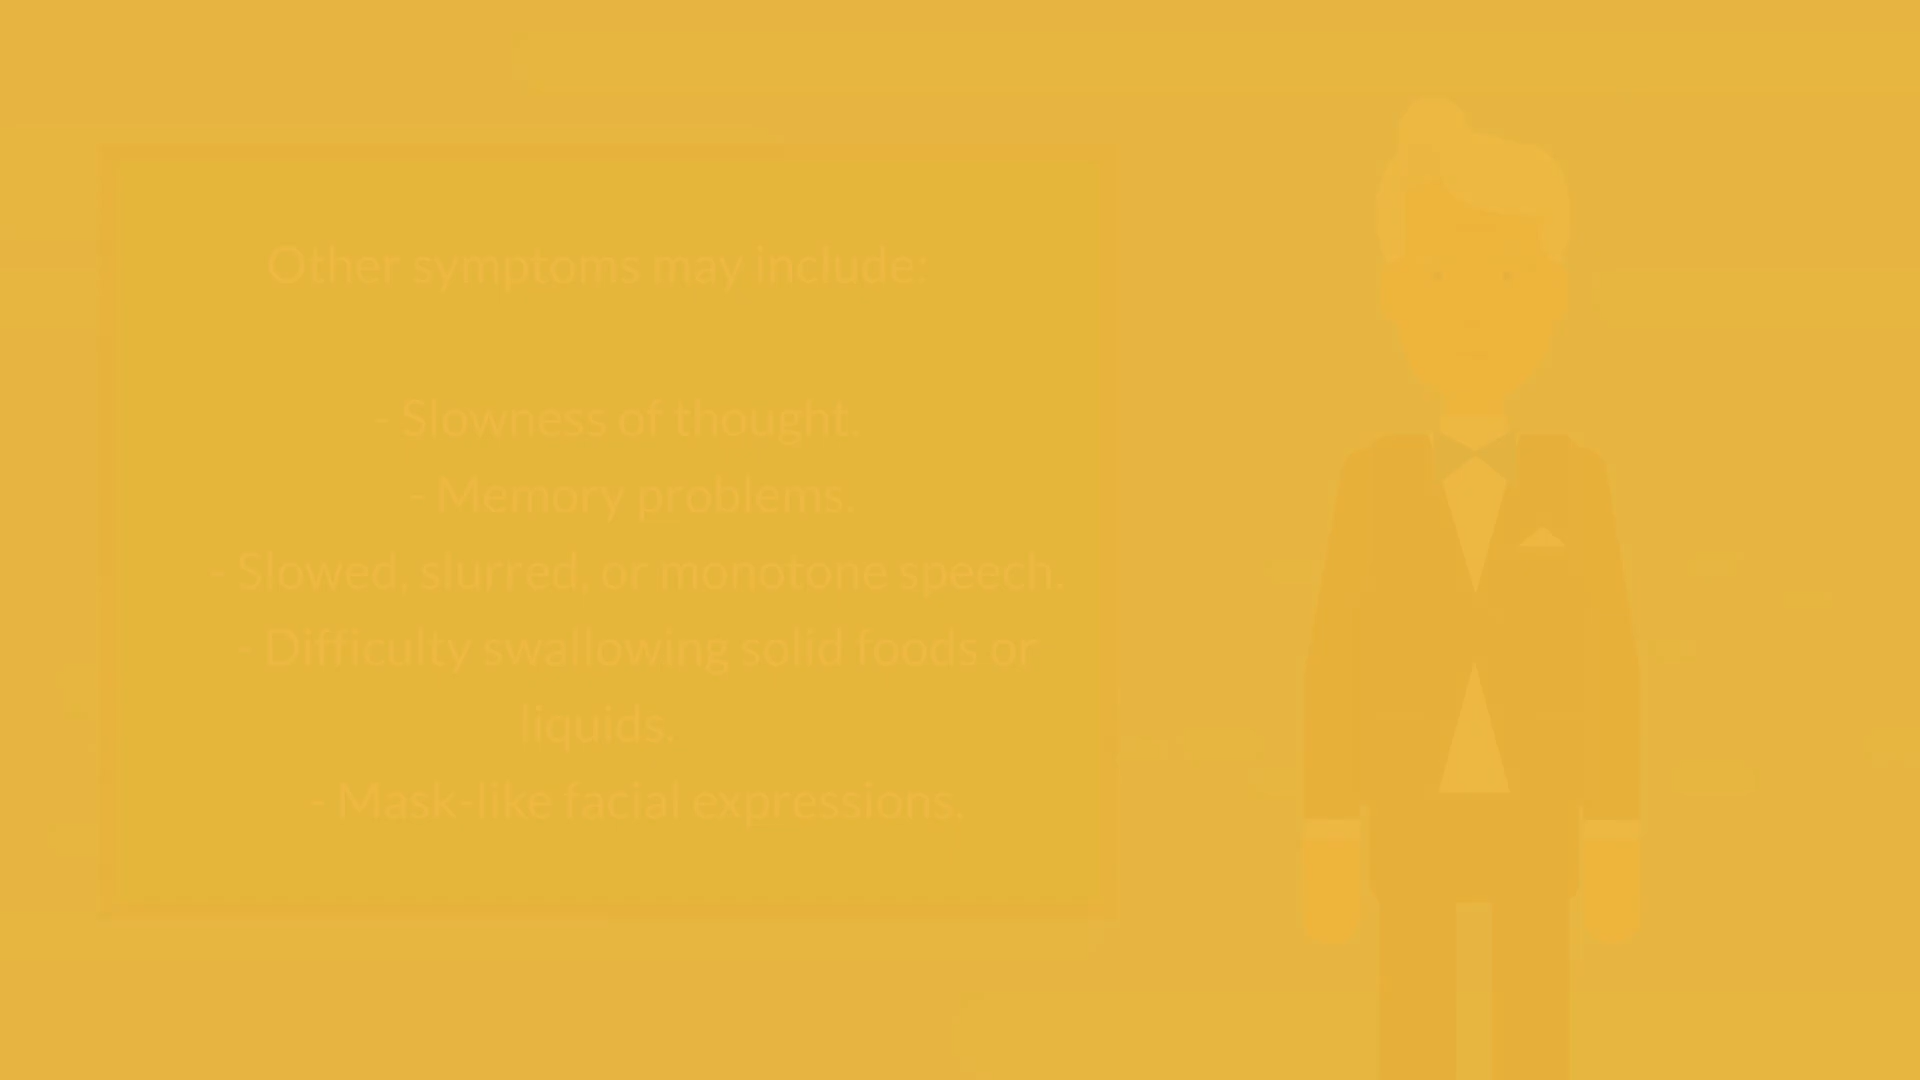 Other symptoms may include:
- Slowness of thought.
- Memory problems.
- Slowed, slurred, or monotone speech.
- Difficulty swallowing solid foods or
liquids.
- Mask-like facial expressions.